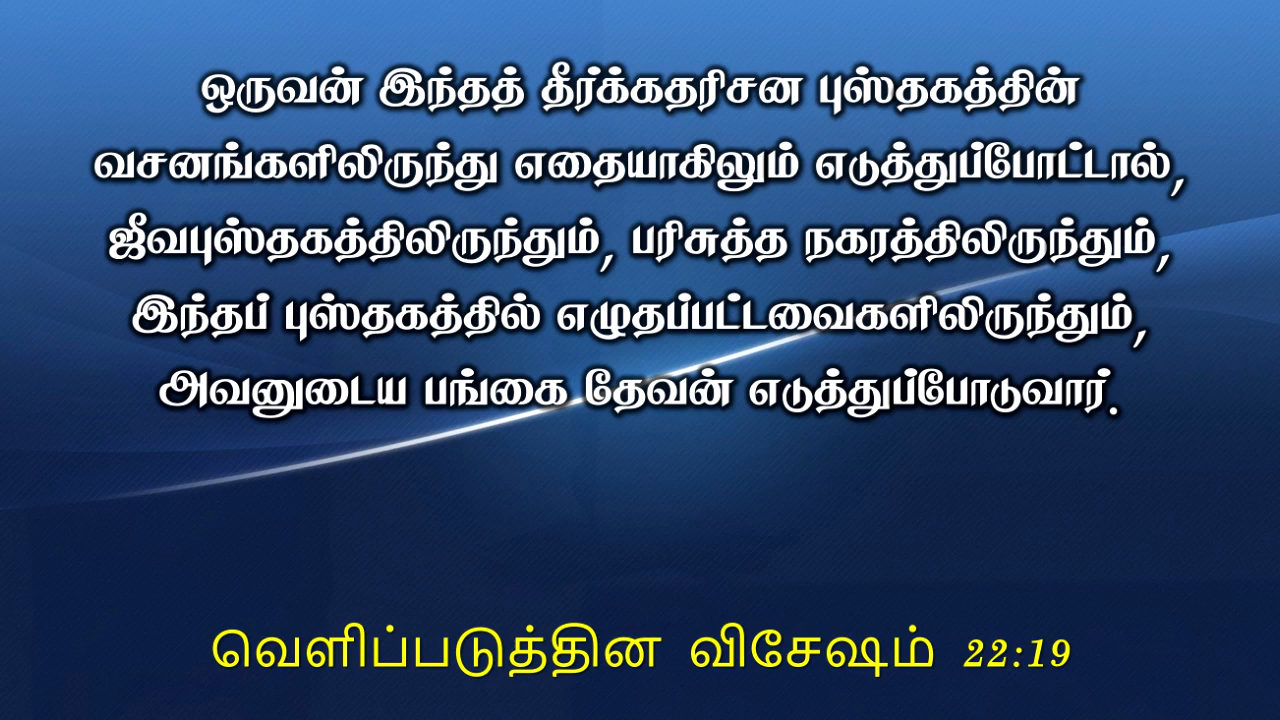 ஒருவன் இந்தத் தீர்க்கதரிசன புஸ்தகத்தின்
வசனங்களிலிருந்து எதையாகிலும் எடுத்துப்போட்டால்,
ஜீவபுஸ்தகத்திலிருந்தும், பரிசுத்த நகரத்திலிருந்தும்,
இந்தப் புஸ்தகத்தில் எழுதப்பட்டவைகளிலிருந்தும்,
அவனுடைய பங்கை தேவன் எடுத்துப்போடுவார்.
வெளிப்படுத்தின விசேஷம் 22:19